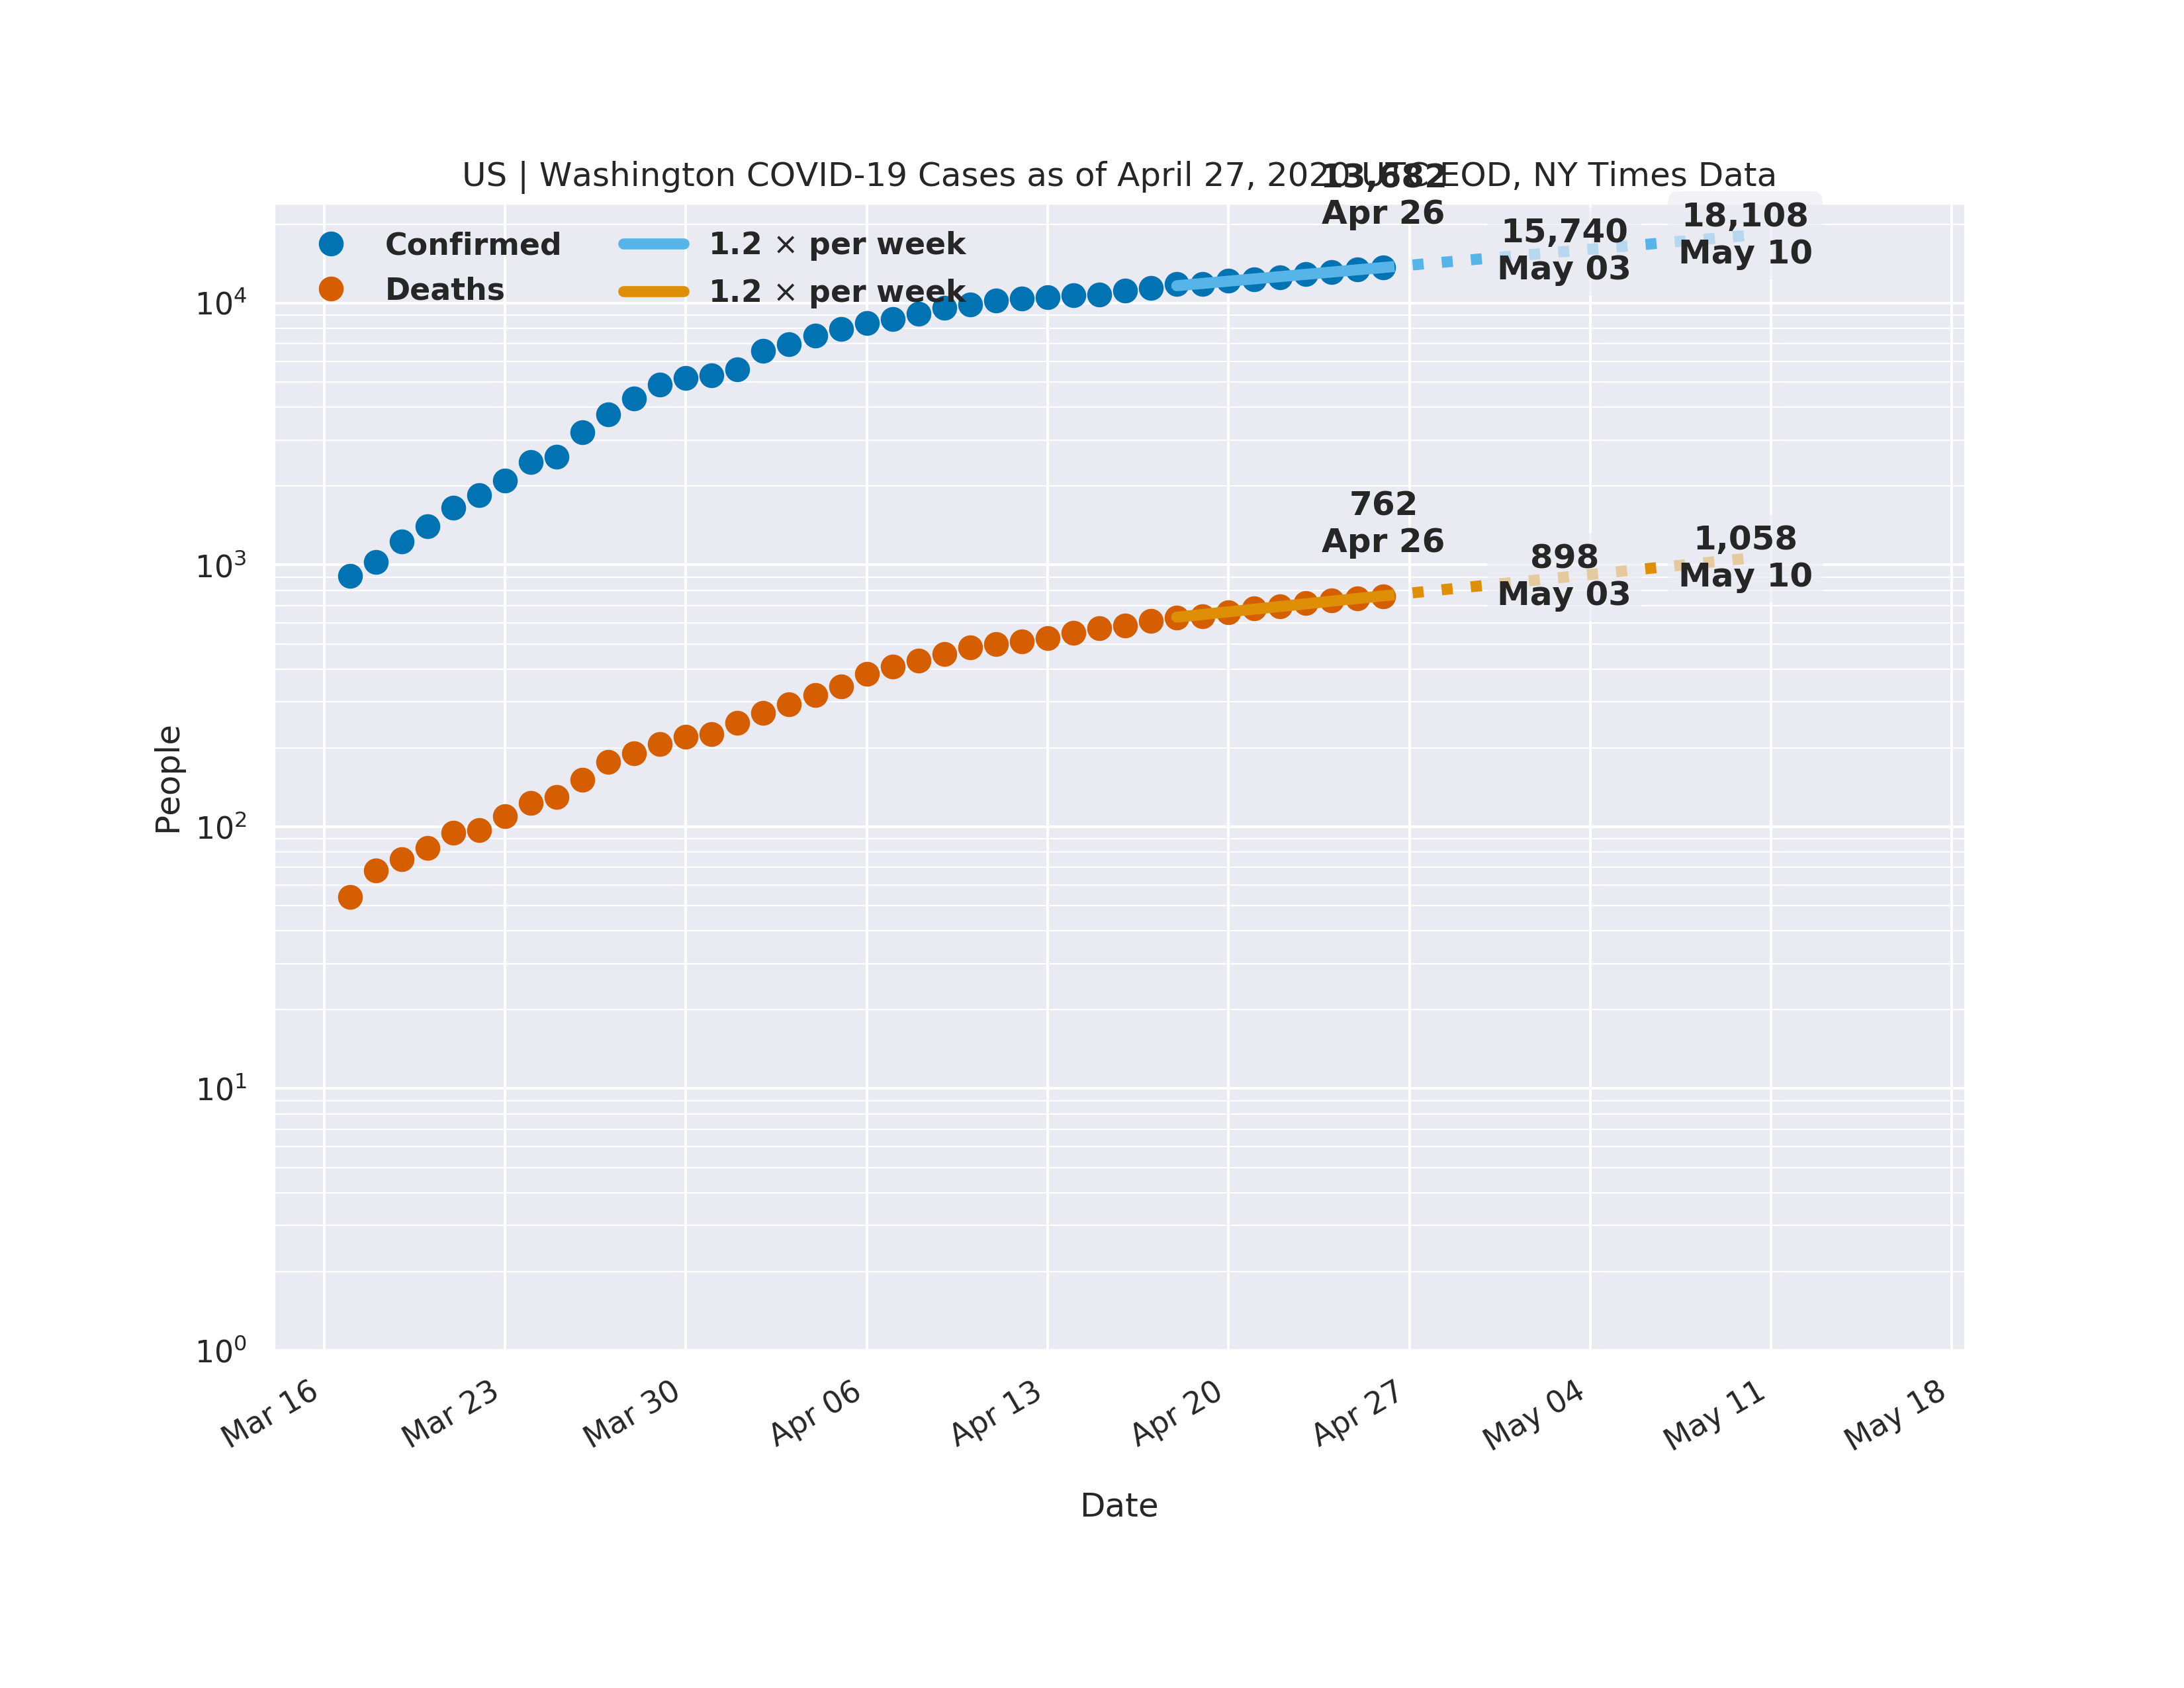 US | Washington COVID-19 Cases as of April 27, 2020 UTC EOD, NY Times Data
13,682
Apr 26
15,740
May 03
18,108
May 10
Confirmed
Deaths
1.2 × per week
1.2 × per week
762
Apr 26
898
May 03
1,058
May 10
People
10⁴
10³
10²
10¹
10⁰
Mar 16
Mar 23
Mar 30
Apr 06
Apr 13
Apr 20
Apr 27
May 04
May 11
May 18
Date